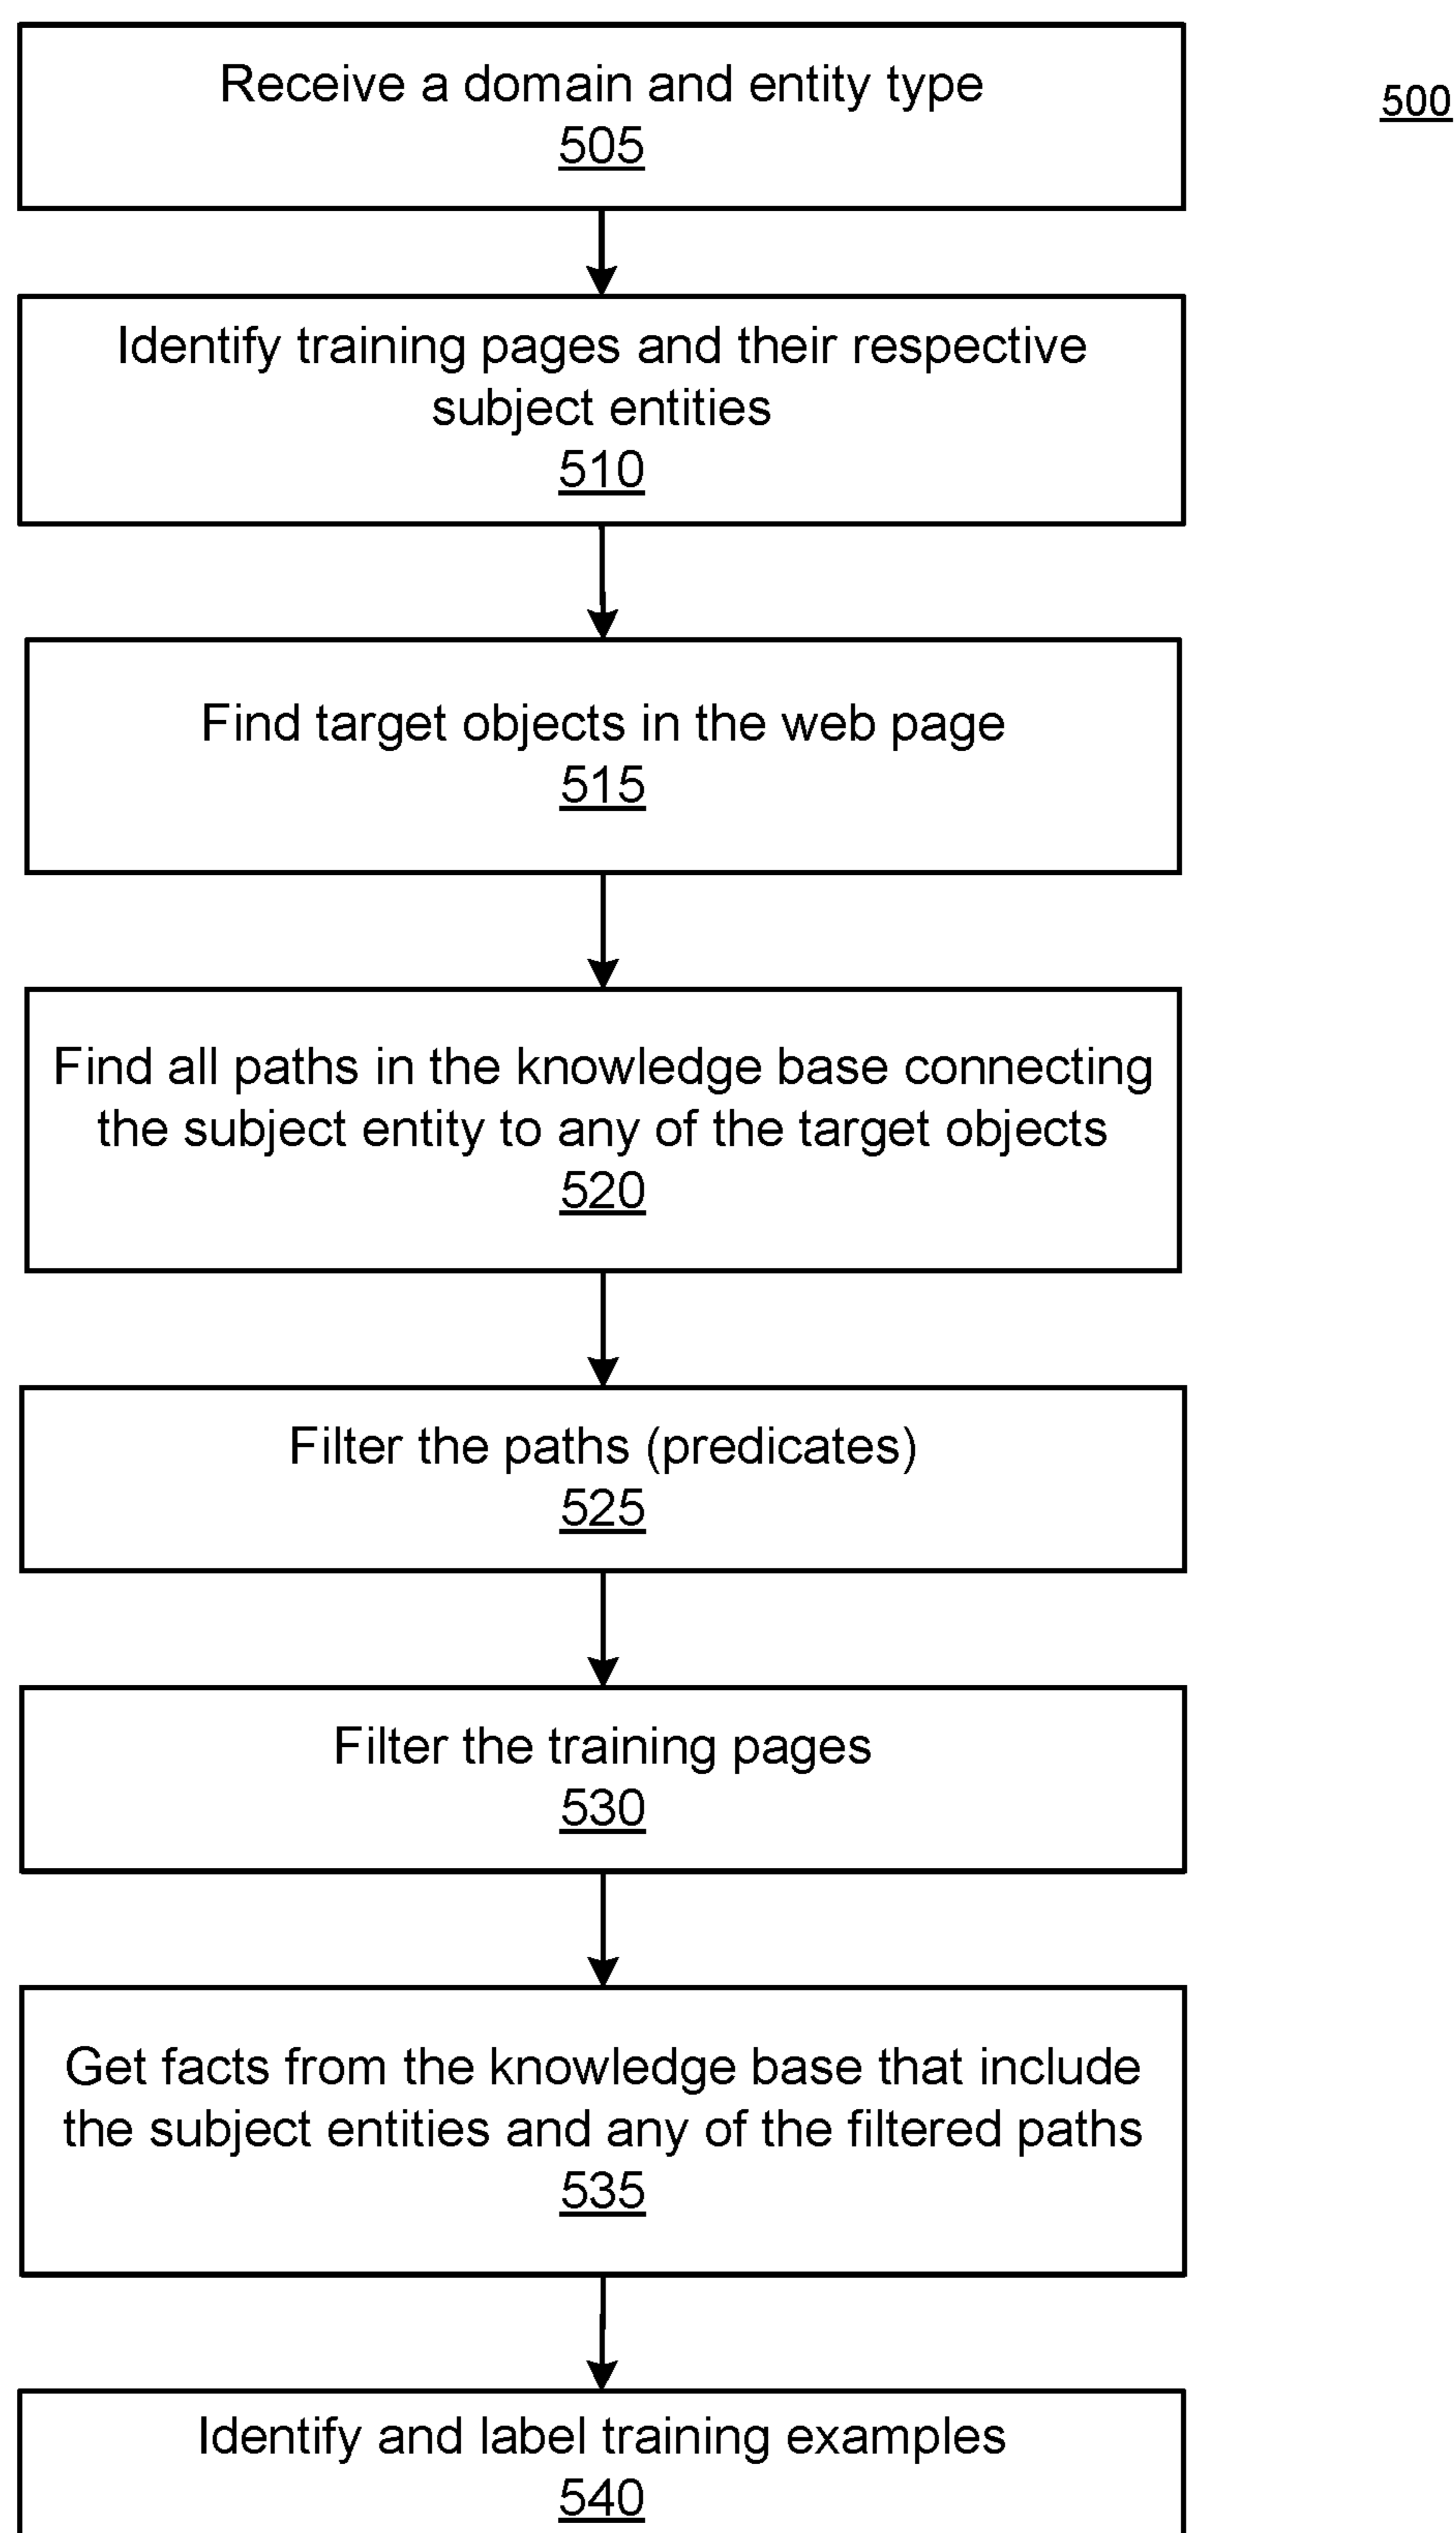 Receive a domain and entity type
505
500
Identify training pages and their respective
subject entities
510
Find target objects in the web page
515
Find all paths in the knowledge base connecting
the subject entity to any of the target objects
520
Filter the paths (predicates)
525
Filter the training pages
530
Get facts from the knowledge base that include
the subject entities and any of the filtered paths
535
Identify and label training examples
540